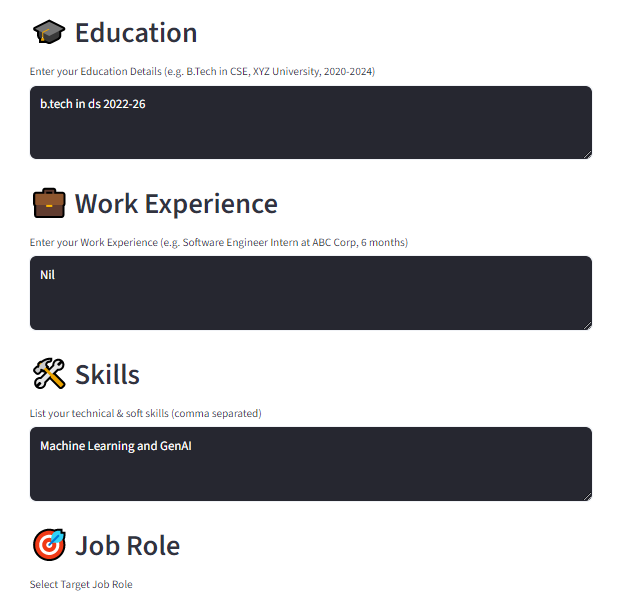 Education
Enter your Education Details (e.g. B.Tech in CSE, XYZ University, 2020-2024)
b.tech in ds 2022-26
Work Experience
Enter your Work Experience (e.g. Software Engineer Intern at ABC Corp, 6 months)
Nil
Skills
List your technical & soft skills (comma separated)
Machine Learning and GenAI
Job Role
Select Target Job Role